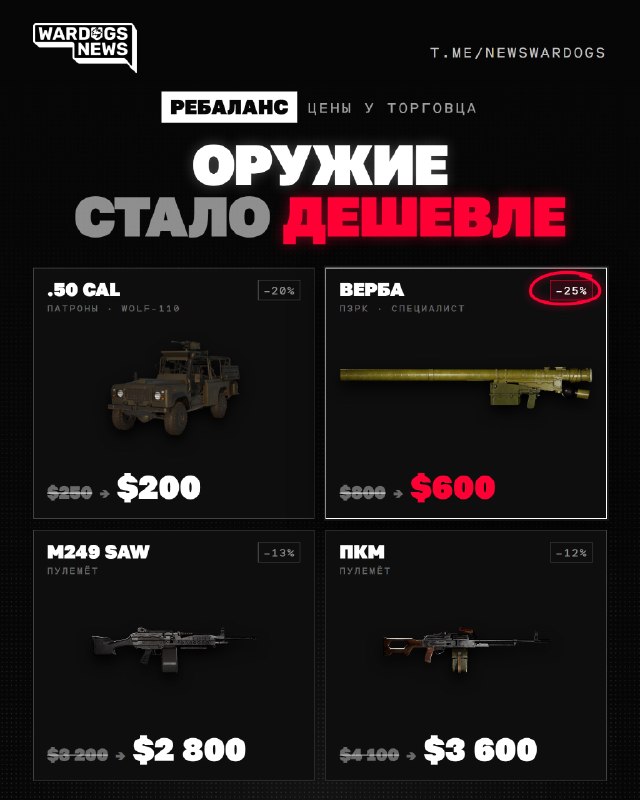 WARDOGS
NEWS
T.ME/NEWSWARDOGS
РЕБАЛАНС ЦЕНЫ У ТОРГОВЦА
ОРУЖИЕ
СТАЛО ДЕШЕВЛЕ
.50 CAL -20%
ПАТРОНЫ · WOLF-110
$250 → $200
ВЕРБА -25%
ПЗРК · СПЕЦИАЛИСТ
$800 → $600
M249 SAW -13%
ПУЛЕМЁТ
$3 200 → $2 800
ПКМ -12%
ПУЛЕМЁТ
$4 100 → $3 600